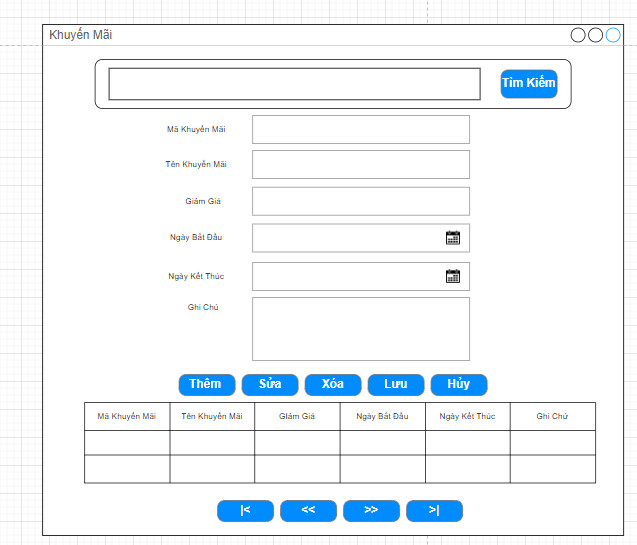 Khuyến Mãi
Tìm Kiếm
Mã Khuyến Mãi
Tên Khuyến Mãi
Giảm Giá
Ngày Bắt Đầu
Ngày Kết Thúc
Ghi Chú
Thêm Sửa Xóa Lưu Hủy
Mã Khuyến Mãi Tên Khuyến Mãi Giảm Giá Ngày Bắt Đầu Ngày Kết Thúc Ghi Chứ
|< << >> >|